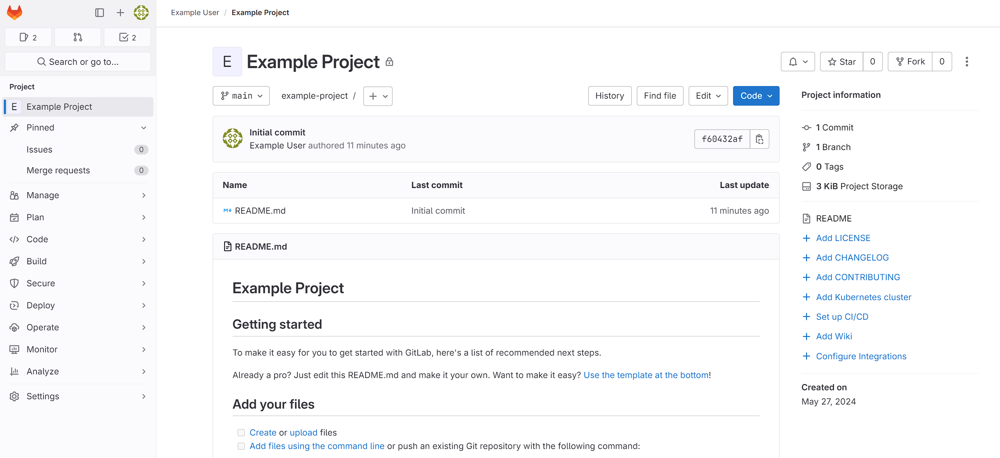 Example User / Example Project
2
2
Search or go to...
Project
E Example Project
Pinned
Issues 0
Merge requests 0
Manage
Plan
Code
Build
Secure
Deploy
Operate
Monitor
Analyze
Settings
E Example Project
Star 0
Fork 0
main
example-project /
History
Find file
Edit
Code
Initial commit
Example User authored 11 minutes ago
f60432af
Name Last commit Last update
README.md Initial commit 11 minutes ago
README.md
Example Project
Getting started
To make it easy for you to get started with GitLab, here's a list of recommended next steps.
Already a pro? Just edit this README.md and make it your own. Want to make it easy? Use the template at the bottom!
Add your files
Create or upload files
Add files using the command line or push an existing Git repository with the following command:
Project information
1 Commit
1 Branch
0 Tags
3 KiB Project Storage
README
Add LICENSE
Add CHANGELOG
Add CONTRIBUTING
Add Kubernetes cluster
Set up CI/CD
Add Wiki
Configure Integrations
Created on
May 27, 2024